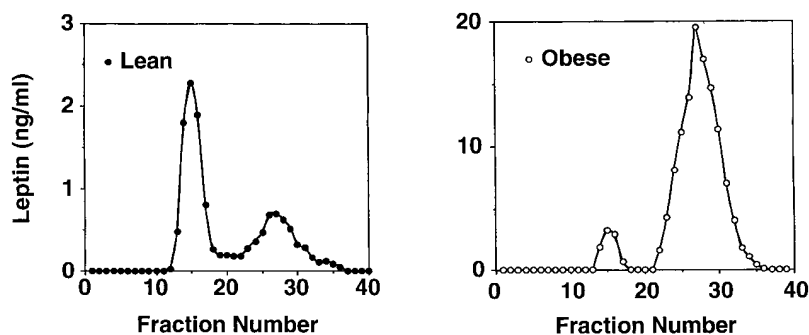 Leptin (ng/ml)
3
2
1
0
Lean
0 10 20 30 40
Fraction Number
20
10
0
Obese
0 10 20 30 40
Fraction Number